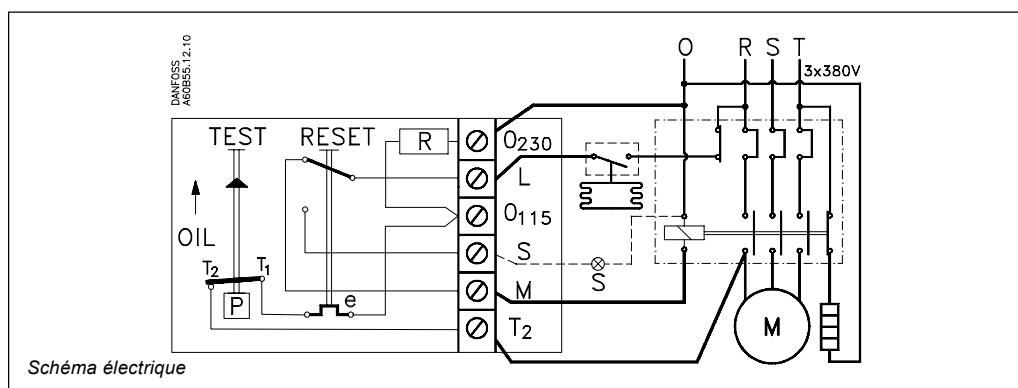 DANFOSS
A60B55.12.10
O R S T
3x380V
TEST RESET
R
O230
L
O115
OIL
S
S
T2 T1
P
e
M
T2
M
Schéma électrique